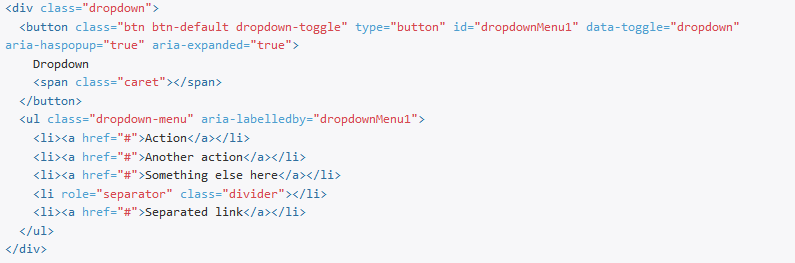 <div class="dropdown">
  <button class="btn btn-default dropdown-toggle" type="button" id="dropdownMenu1" data-toggle="dropdown"
aria-haspopup="true" aria-expanded="true">
    Dropdown
    <span class="caret"></span>
  </button>
  <ul class="dropdown-menu" aria-labelledby="dropdownMenu1">
    <li><a href="#">Action</a></li>
    <li><a href="#">Another action</a></li>
    <li><a href="#">Something else here</a></li>
    <li role="separator" class="divider"></li>
    <li><a href="#">Separated link</a></li>
  </ul>
</div>